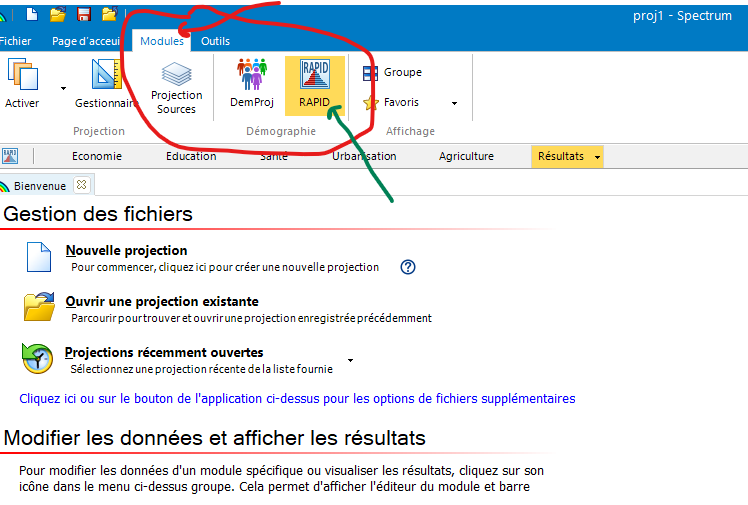 proj1 - Spectrum
Fichier Page d'accueil Modules Outils
RAPID
Activer Gestionnaire Projection Sources DemProj RAPID Groupe Favoris
Projection Démographie Affichage
RAPID Economie Education Santé Urbanisation Agriculture Résultats
Bienvenue
Gestion des fichiers
Nouvelle projection
Pour commencer, cliquez ici pour créer une nouvelle projection
Ouvrir une projection existante
Parcourir pour trouver et ouvrir une projection enregistrée précédemment
Projections récemment ouvertes
Sélectionnez une projection récente de la liste fournie
Cliquez ici ou sur le bouton de l'application ci-dessus pour les options de fichiers supplémentaires
Modifier les données et afficher les résultats
Pour modifier les données d'un module spécifique ou visualiser les résultats, cliquez sur son
icône dans le menu ci-dessus groupe. Cela permet d'afficher l'éditeur du module et barre